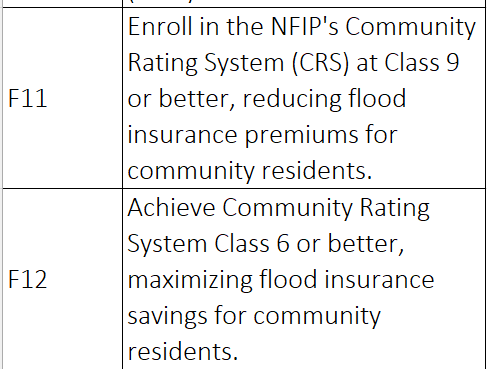 Enroll in the NFIP's Community
Rating System (CRS) at Class 9
F11
or better, reducing flood
insurance premiums for
community residents.
Achieve Community Rating
System Class 6 or better,
F12
maximizing flood insurance
savings for community
residents.